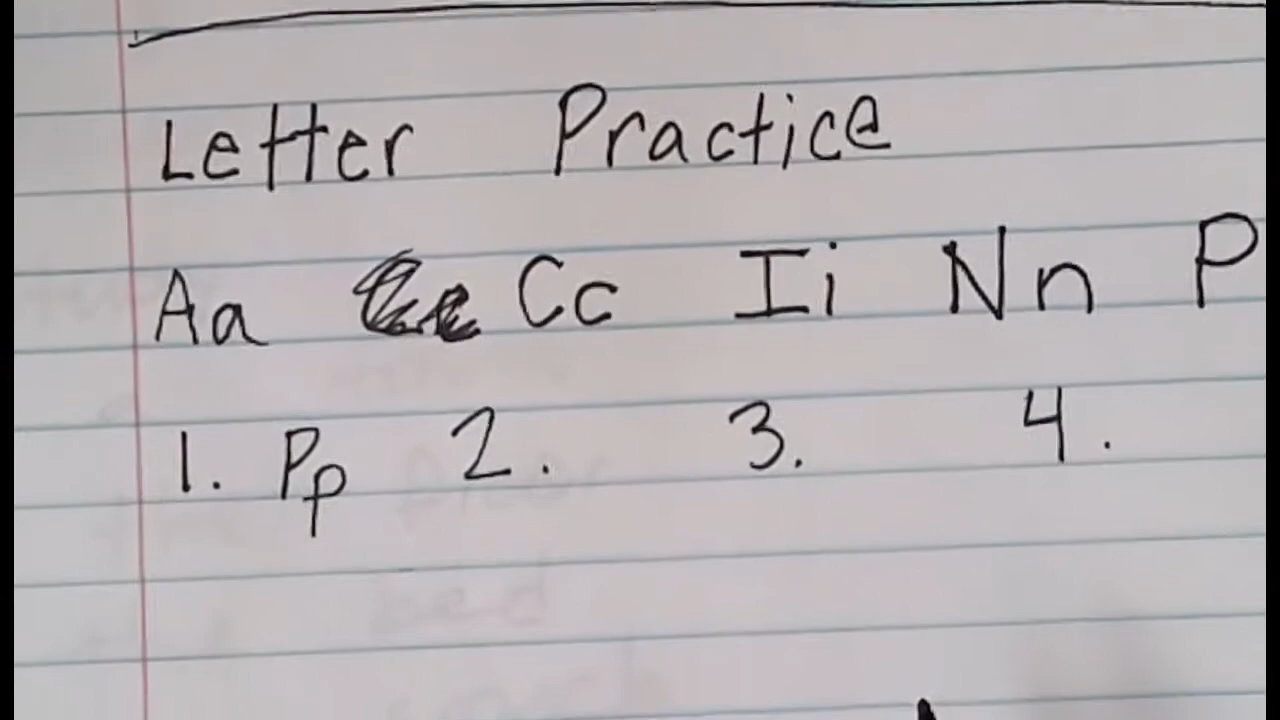 Letter Practice
Aa Cc Ii Nn P
1. Pp 2. 3. 4.